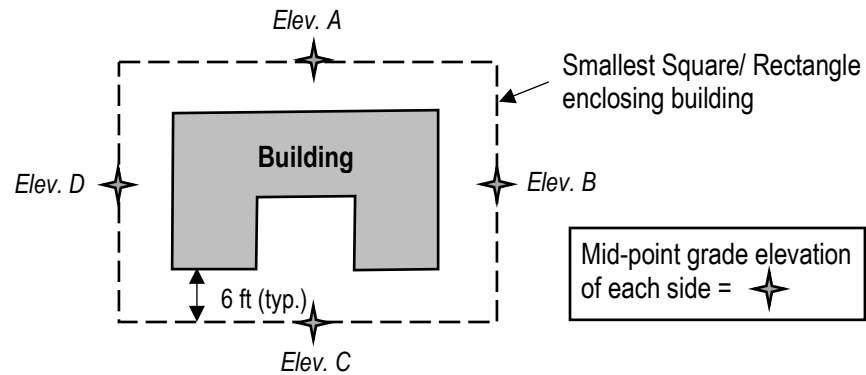 Elev. A
Smallest Square/ Rectangle
enclosing building
Building
Elev. D
Elev. B
Mid-point grade elevation
of each side =
6 ft (typ.)
Elev. C